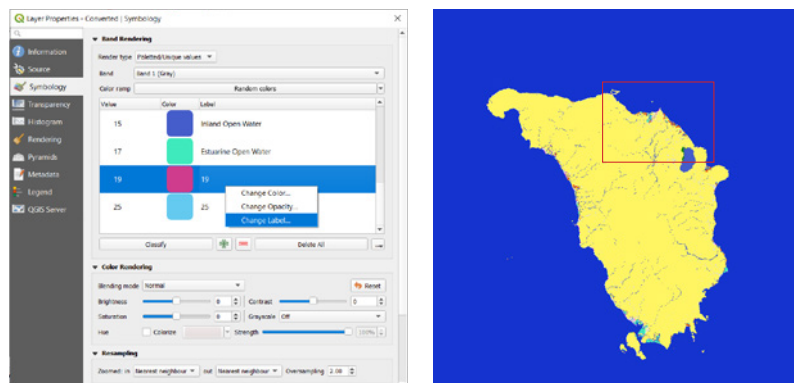 Layer Properties - Converted | Symbology
Information
Source
Symbology
Transparency
Histogram
Rendering
Pyramids
Metadata
Legend
QGIS Server
Band Rendering
Render type Paletted/Unique values
Band Band 1 (Gray)
Color ramp Random colors
Value Color Label
15 Inland Open Water
17 Estuarine Open Water
19 19
25 25
Change Color...
Change Opacity...
Change Label...
Classify Delete All
Color Rendering
Blending mode Normal Reset
Brightness 0 Contrast 0
Saturation 0 Grayscale Off
Hue Colorize Strength 100%
Resampling
Zoomed: in Nearest neighbour out Nearest neighbour Oversampling 2.00